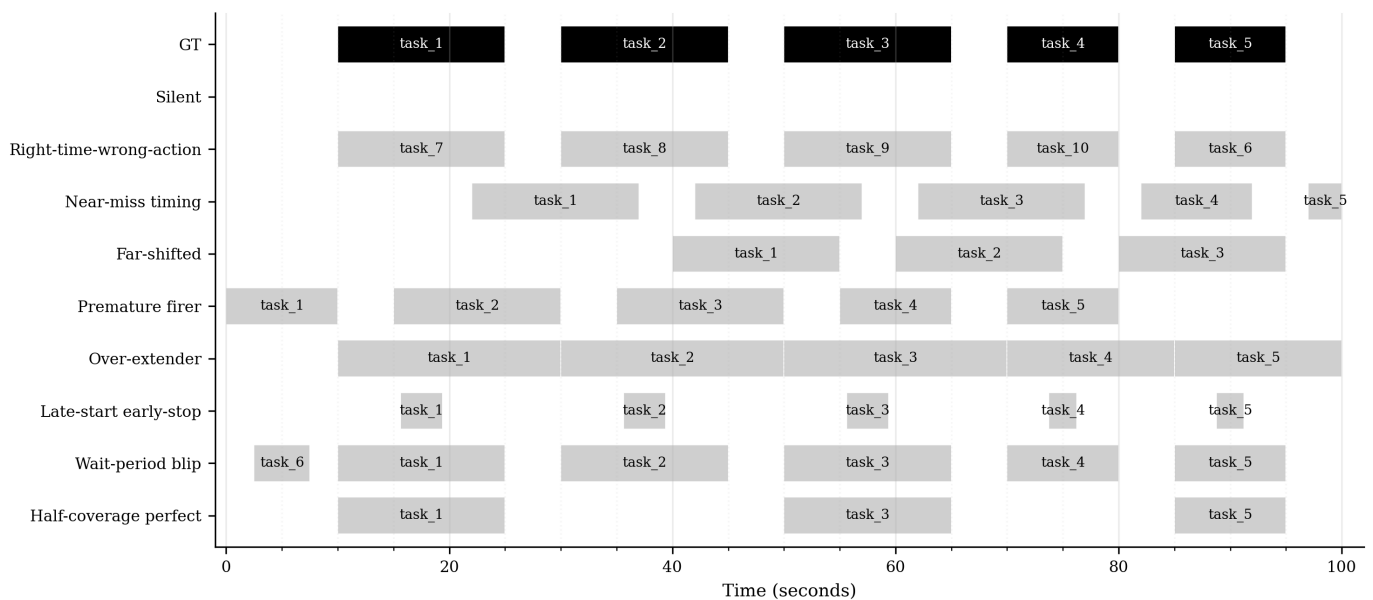 GT task_1 task_2 task_3 task_4 task_5
Silent
Right-time-wrong-action task_7 task_8 task_9 task_10 task_6
Near-miss timing task_1 task_2 task_3 task_4 task_5
Far-shifted task_1 task_2 task_3
Premature firer task_1 task_2 task_3 task_4 task_5
Over-extender task_1 task_2 task_3 task_4 task_5
Late-start early-stop task_1 task_2 task_3 task_4 task_5
Wait-period blip task_6 task_1 task_2 task_3 task_4 task_5
Half-coverage perfect task_1 task_3 task_5
0 20 40 60 80 100
Time (seconds)